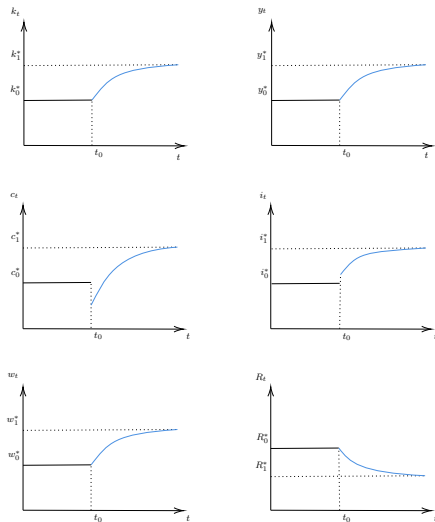 k_t
k_1^*
k_0^*
t_0
t
y_t
y_1^*
y_0^*
t_0
t
c_t
c_1^*
c_0^*
t_0
t
i_t
i_1^*
i_0^*
t_0
t
w_t
w_1^*
w_0^*
t_0
t
R_t
R_0^*
R_1^*
t_0
t